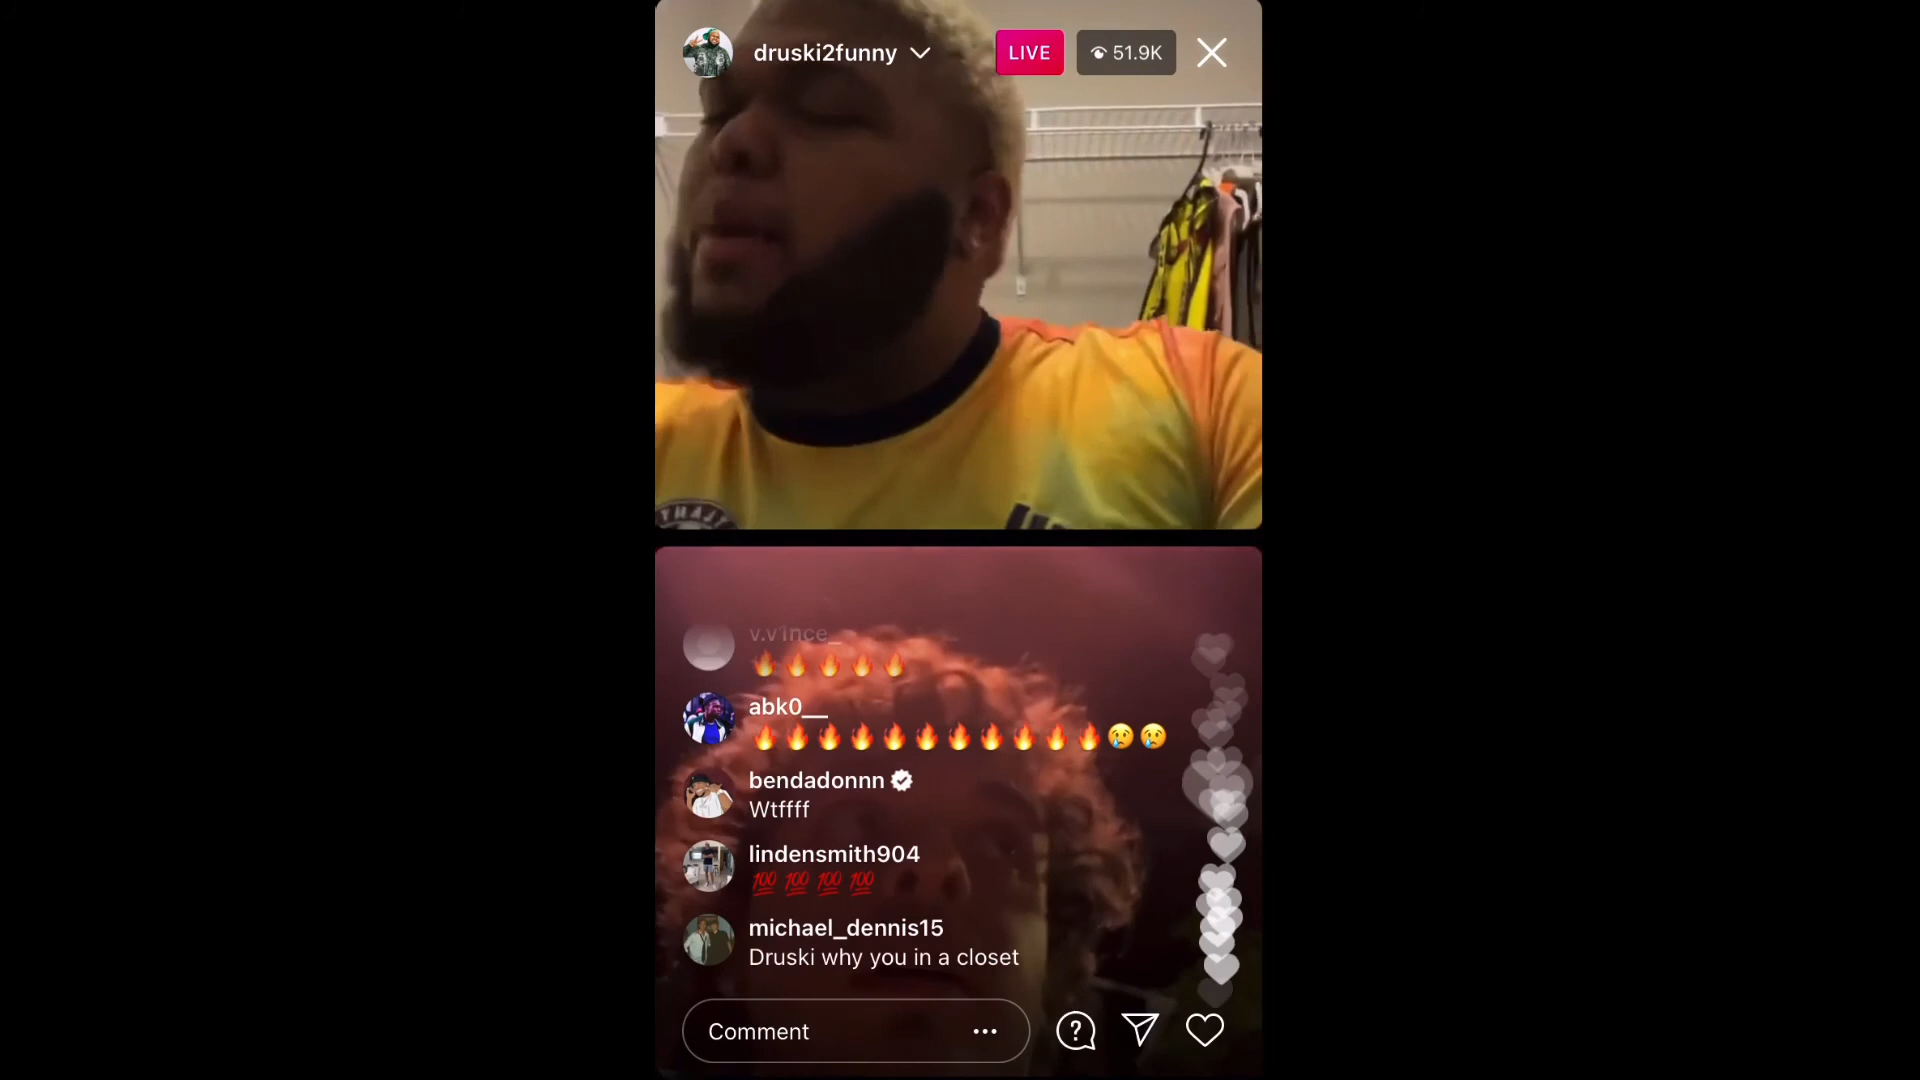 druski2funny
LIVE
51.9K
v.v1nce_
🔥🔥🔥🔥🔥
abk0__
🔥🔥🔥🔥🔥🔥🔥🔥🔥🔥🔥😢😢
bendadonnn
Wtffff
lindensmith904
💯💯💯💯
michael_dennis15
Druski why you in a closet
Comment